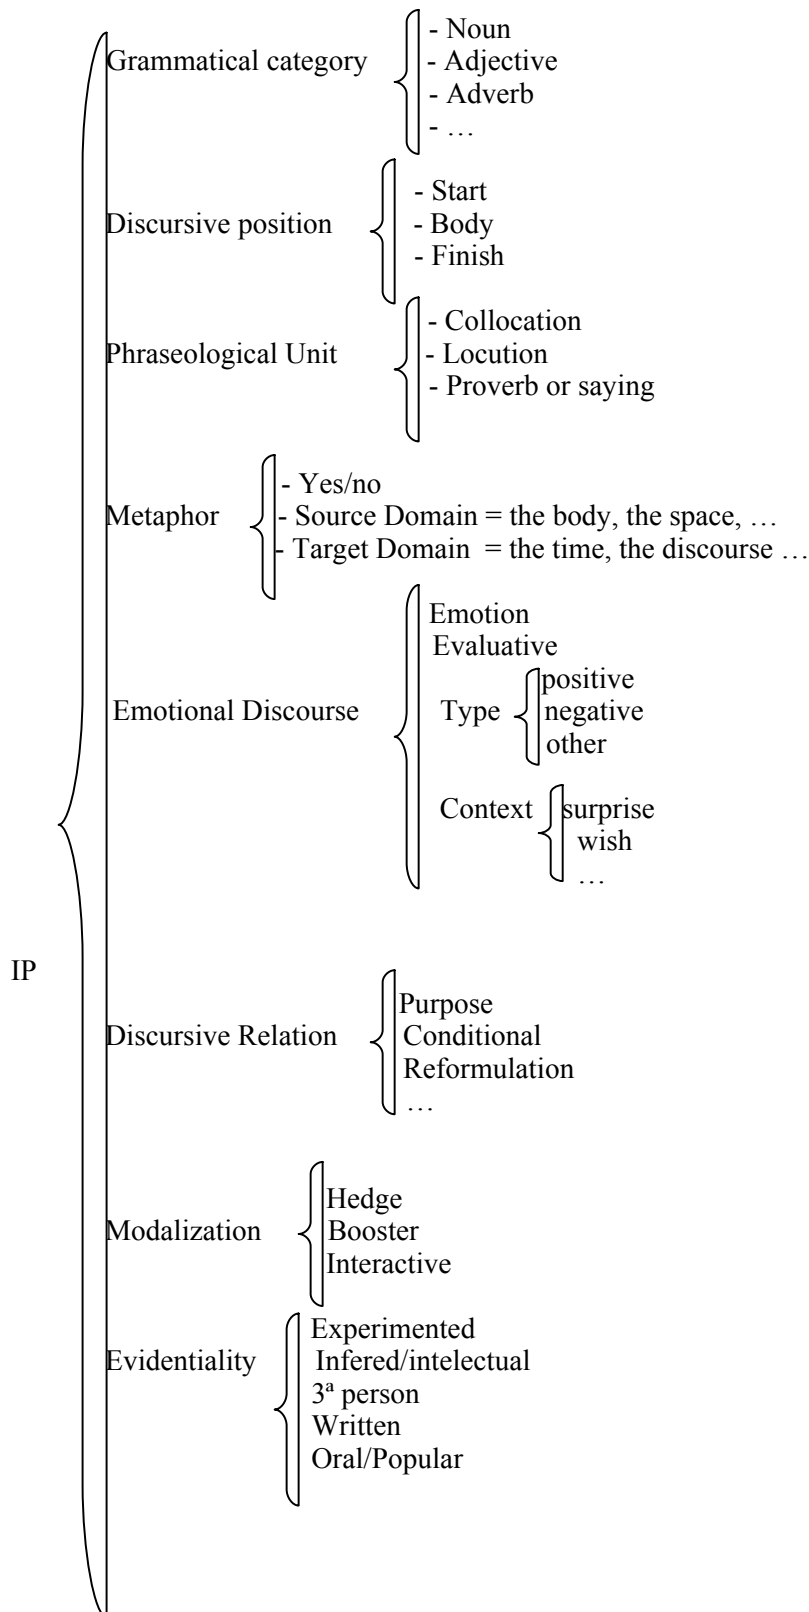 Grammatical category
- Noun
- Adjective
- Adverb
- …
Discursive position
- Start
- Body
- Finish
Phraseological Unit
- Collocation
- Locution
- Proverb or saying
Metaphor
- Yes/no
- Source Domain = the body, the space, …
- Target Domain = the time, the discourse …
Emotional Discourse
Emotion
Evaluative
Type
positive
negative
other
Context
surprise
wish
…
IP
Discursive Relation
Purpose
Conditional
Reformulation
…
Modalization
Hedge
Booster
Interactive
Evidentiality
Experimented
Infered/intelectual
3ª person
Written
Oral/Popular